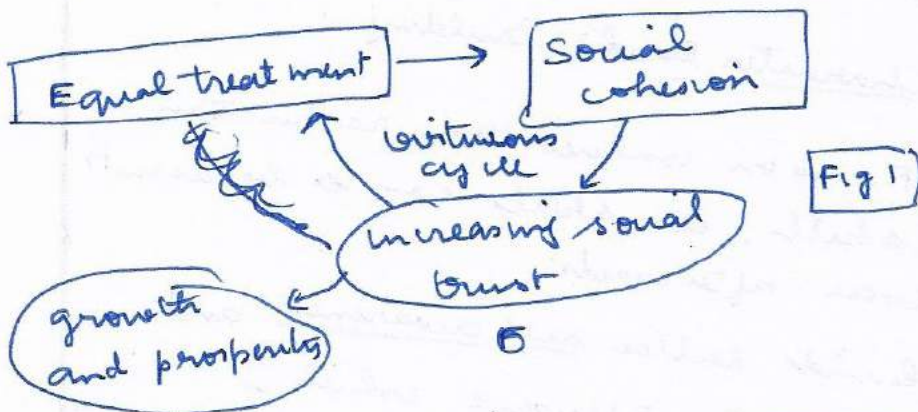 Equal treatment
Social
cohesion
virtuous
cycle
Fig 1
increasing social
trust
growth
and prosperity